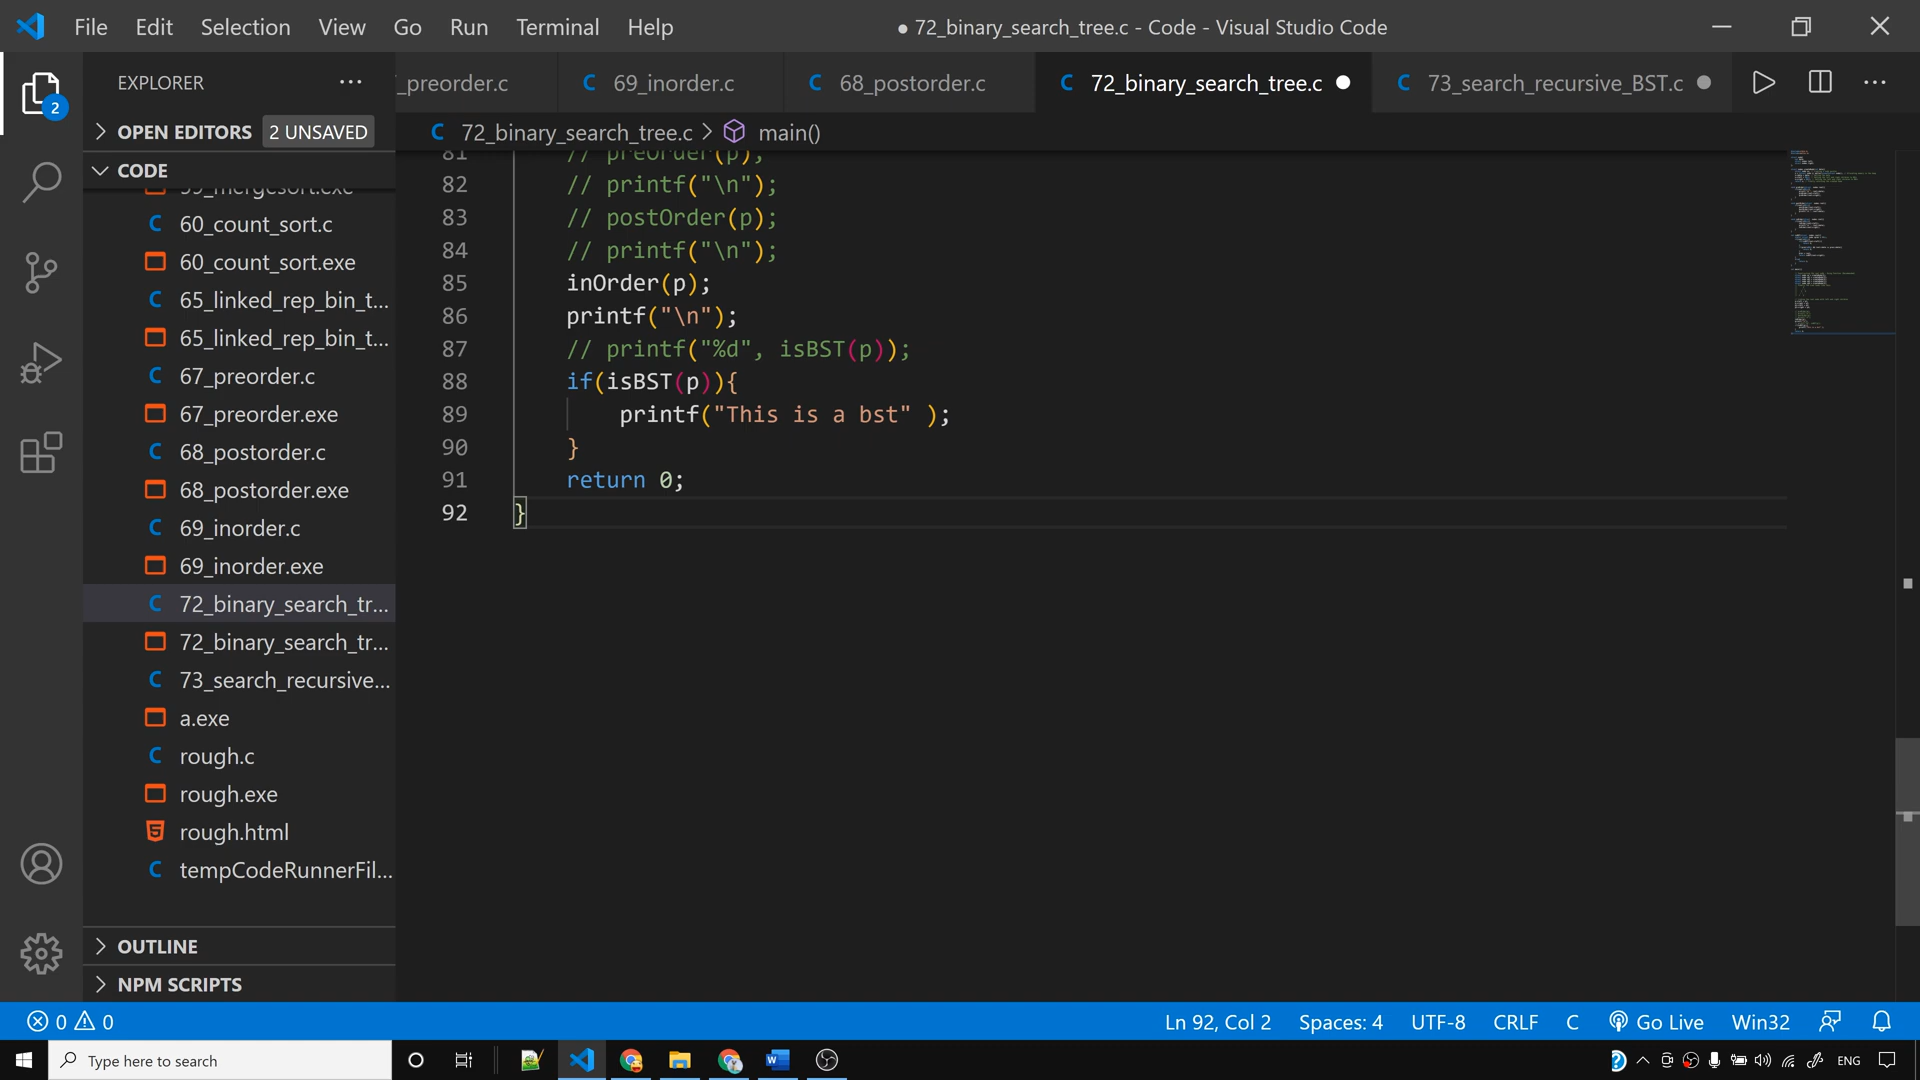 File Edit Selection View Go Run Terminal Help
● 72_binary_search_tree.c - Code - Visual Studio Code
EXPLORER
_preorder.c
69_inorder.c
68_postorder.c
72_binary_search_tree.c
73_search_recursive_BST.c
OPEN EDITORS 2 UNSAVED
72_binary_search_tree.c > main()
CODE
59_mergesort.exe
60_count_sort.c
60_count_sort.exe
65_linked_rep_bin_t...
65_linked_rep_bin_t...
67_preorder.c
67_preorder.exe
68_postorder.c
68_postorder.exe
69_inorder.c
69_inorder.exe
72_binary_search_tr...
72_binary_search_tr...
73_search_recursive...
a.exe
rough.c
rough.exe
rough.html
tempCodeRunnerFil...
OUTLINE
NPM SCRIPTS
81 // preOrder(p);
82 // printf("\n");
83 // postOrder(p);
84 // printf("\n");
85 inOrder(p);
86 printf("\n");
87 // printf("%d", isBST(p));
88 if(isBST(p)){
89 printf("This is a bst" );
90 }
91 return 0;
92 }
0 0
Ln 92, Col 2 Spaces: 4 UTF-8 CRLF C Go Live Win32
Type here to search
ENG
2